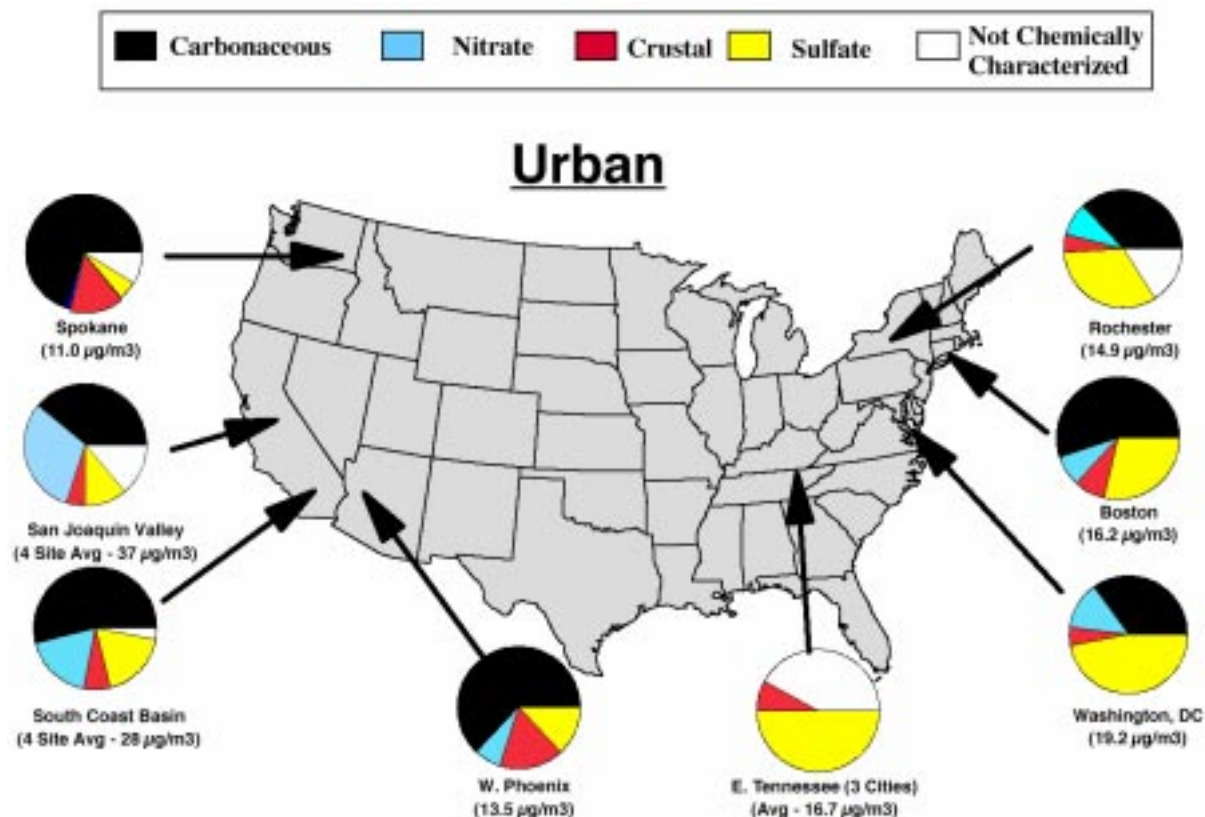 Carbonaceous
Nitrate
Crustal
Sulfate
Not Chemically
Characterized
Urban
Spokane
(11.0 µg/m3)
San Joaquin Valley
(4 Site Avg - 37 µg/m3)
South Coast Basin
(4 Site Avg - 28 µg/m3)
W. Phoenix
(13.5 µg/m3)
E. Tennessee (3 Cities)
(Avg - 16.7 µg/m3)
Rochester
(14.9 µg/m3)
Boston
(16.2 µg/m3)
Washington, DC
(19.2 µg/m3)